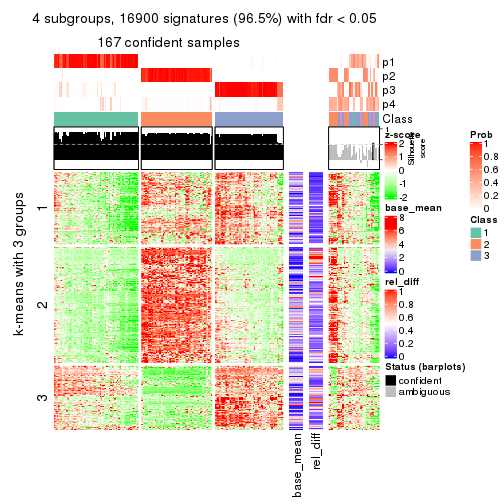 4 subgroups, 16900 signatures (96.5%) with fdr < 0.05
167 confident samples
p1
p2
p3
p4
Class
1
Silhouette
score
z-score
2
1
0
-1
-2
Prob
1
0.8
0.6
0.4
0.2
0
base_mean
8
6
4
2
0
Class
1
2
3
rel_diff
1
0.8
0.6
0.4
0.2
0
Status (barplots)
confident
ambiguous
k-means with 3 groups
1
2
3
base_mean
rel_diff